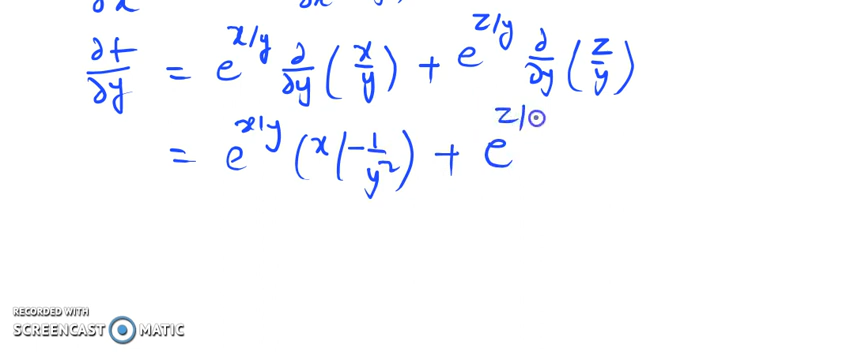 ∂x ∂x
∂f/∂y = e^{x/y} ∂/∂y (x/y) + e^{z/y} ∂/∂y (z/y)
= e^{x/y} (x(-1/y²) + e^{z/
RECORDED WITH
SCREENCAST MATIC